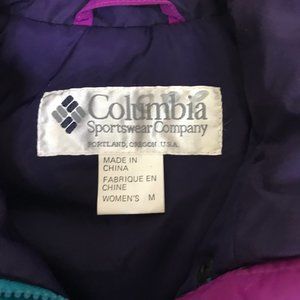 Columbia
Sportswear Company
PORTLAND, OREGON U.S.A.
MADE IN
CHINA
FABRIQUE EN
CHINE
WOMEN'S M